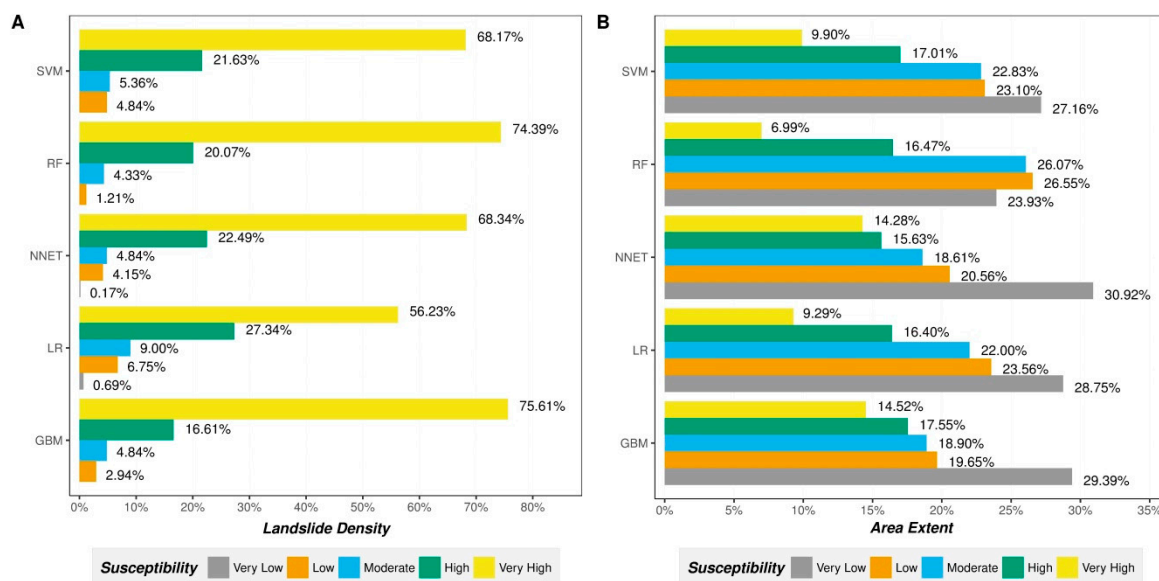 A
SVM
68.17%
21.63%
5.36%
4.84%
RF
74.39%
20.07%
4.33%
1.21%
NNET
68.34%
22.49%
4.84%
4.15%
0.17%
LR
56.23%
27.34%
9.00%
6.75%
0.69%
GBM
75.61%
16.61%
4.84%
2.94%
0% 10% 20% 30% 40% 50% 60% 70% 80%
Landslide Density
Susceptibility Very Low Low Moderate High Very High
B
SVM
9.90%
17.01%
22.83%
23.10%
27.16%
RF
6.99%
16.47%
26.07%
26.55%
23.93%
NNET
14.28%
15.63%
18.61%
20.56%
30.92%
LR
9.29%
16.40%
22.00%
23.56%
28.75%
GBM
14.52%
17.55%
18.90%
19.65%
29.39%
0% 5% 10% 15% 20% 25% 30% 35%
Area Extent
Susceptibility Very Low Low Moderate High Very High